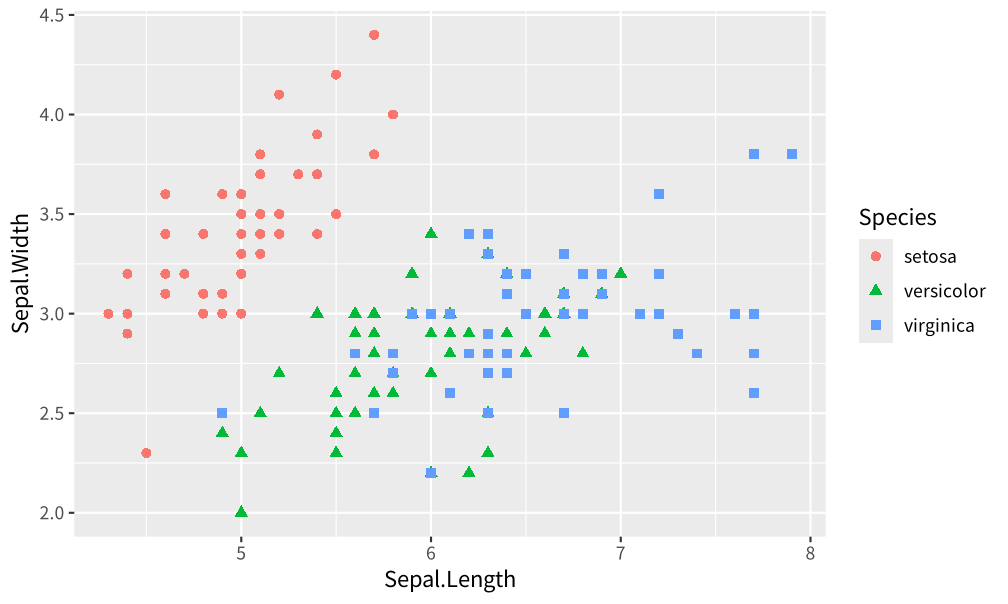 4.5
4.0
3.5
3.0
2.5
2.0
Sepal.Width
5 6 7 8
Sepal.Length
Species
setosa
versicolor
virginica